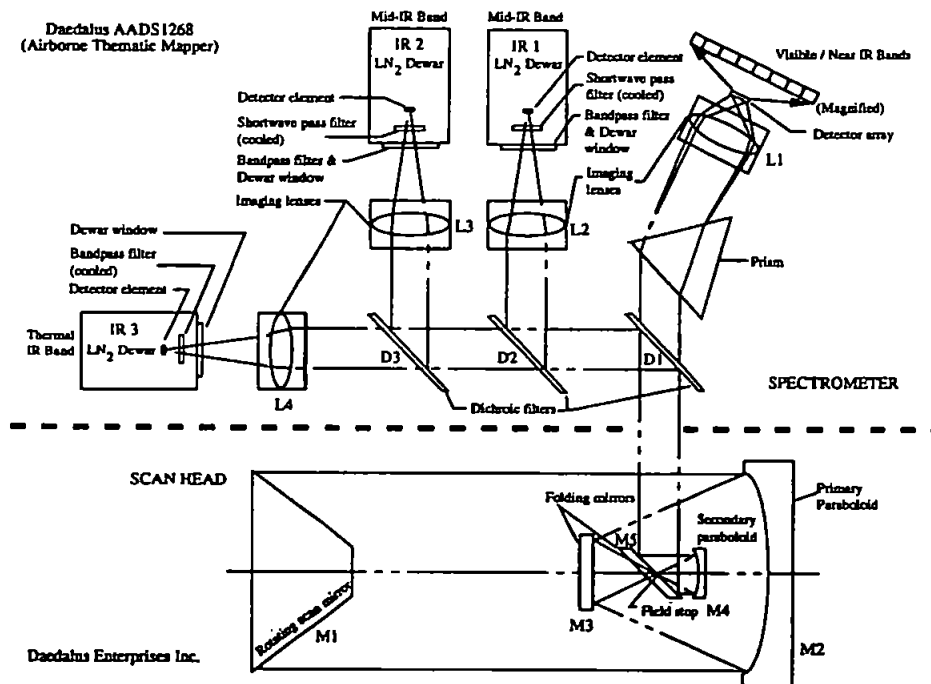 Daedalus AADS1268
(Airborne Thematic Mapper)
Mid-IR Band
Mid-IR Band
IR 2
LN2 Dewar
IR 1
LN2 Dewar
Detector element
Shortwave pass
filter (cooled)
Bandpass filter
& Dewar
window
Visible / Near IR Bands
(Magnified)
Detector array
L1
Detector element
Shortwave pass filter
(cooled)
Bandpass filter &
Dewar window
Imaging
lenses
Imaging lenses
L3
L2
Prism
Dewar window
Bandpass filter
(cooled)
Detector element
Thermal
IR Band
IR 3
LN2 Dewar
L4
D3
D2
D1
Dichroic filters
SPECTROMETER
SCAN HEAD
Folding mirrors
M5
Secondary
paraboloid
Primary
Paraboloid
Rotating scan mirror
M1
M3
Field stop
M4
M2
Daedalus Enterprises Inc.